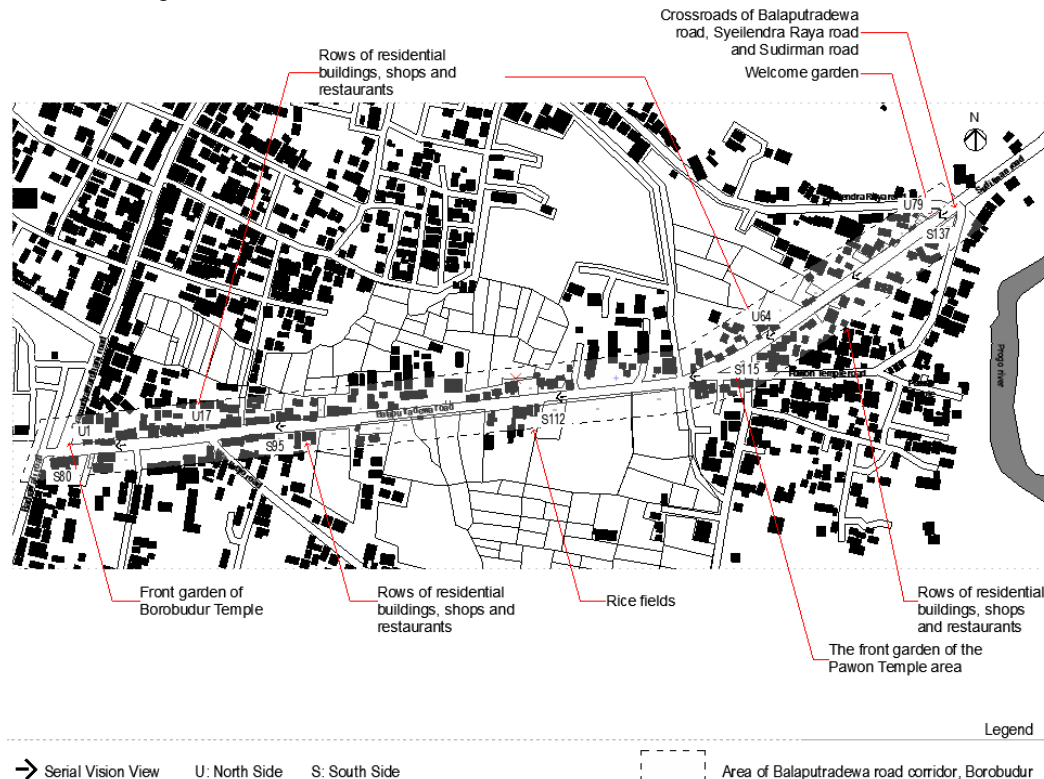 Crossroads of Balaputradewa
road, Syeilendra Raya road
and Sudirman road
Welcome garden
Rows of residential
buildings, shops and
restaurants
N
Sudirman road
U79
S137
U64
S115
Pawon Temple road
Progo river
U17
Balaputradewa road
S112
U1
S95
S80
Front garden of
Borobudur Temple
Rows of residential
buildings, shops and
restaurants
Rice fields
Rows of residential
buildings, shops
and restaurants
The front garden of the
Pawon Temple area
Legend
Serial Vision View
U: North Side
S: South Side
Area of Balaputradewa road corridor, Borobudur